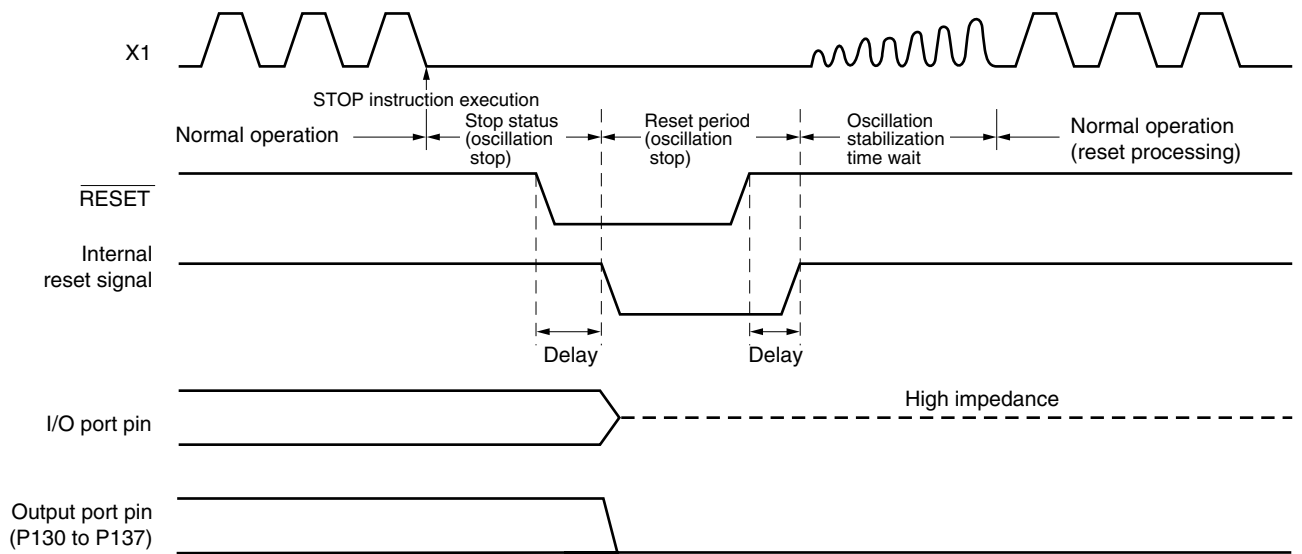 X1
STOP instruction execution
Normal operation
Stop status
(oscillation
stop)
Reset period
(oscillation
stop)
Oscillation
stabilization
time wait
Normal operation
(reset processing)
RESET
Internal
reset signal
Delay
Delay
I/O port pin
High impedance
Output port pin
(P130 to P137)